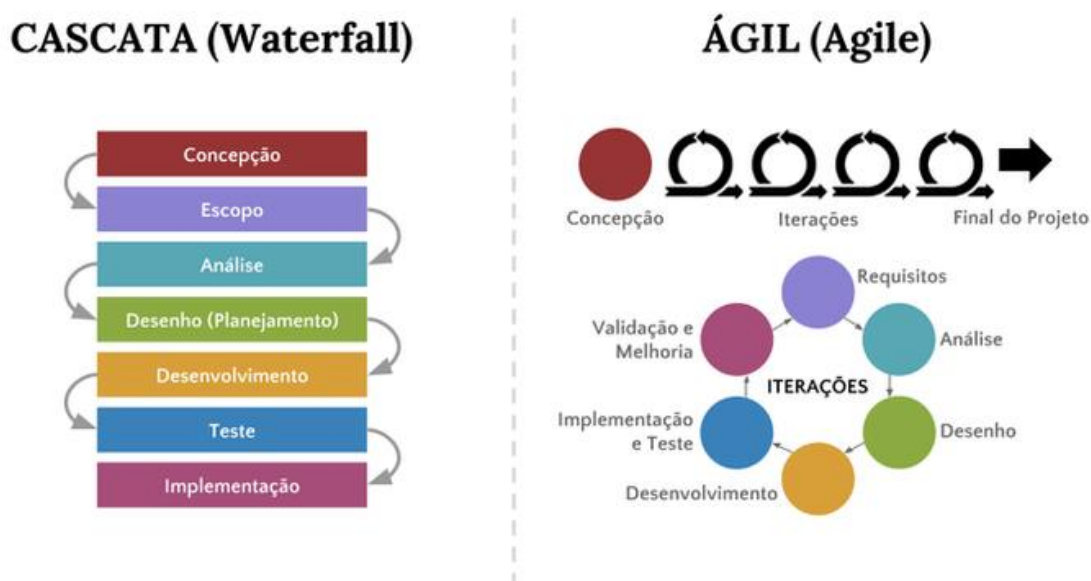 CASCATA (Waterfall)
Concepção
Escopo
Análise
Desenho (Planejamento)
Desenvolvimento
Teste
Implementação
ÁGIL (Agile)
Concepção
Iterações
Final do Projeto
Requisitos
Validação e
Melhoria
Análise
ITERAÇÕES
Implementação
e Teste
Desenho
Desenvolvimento